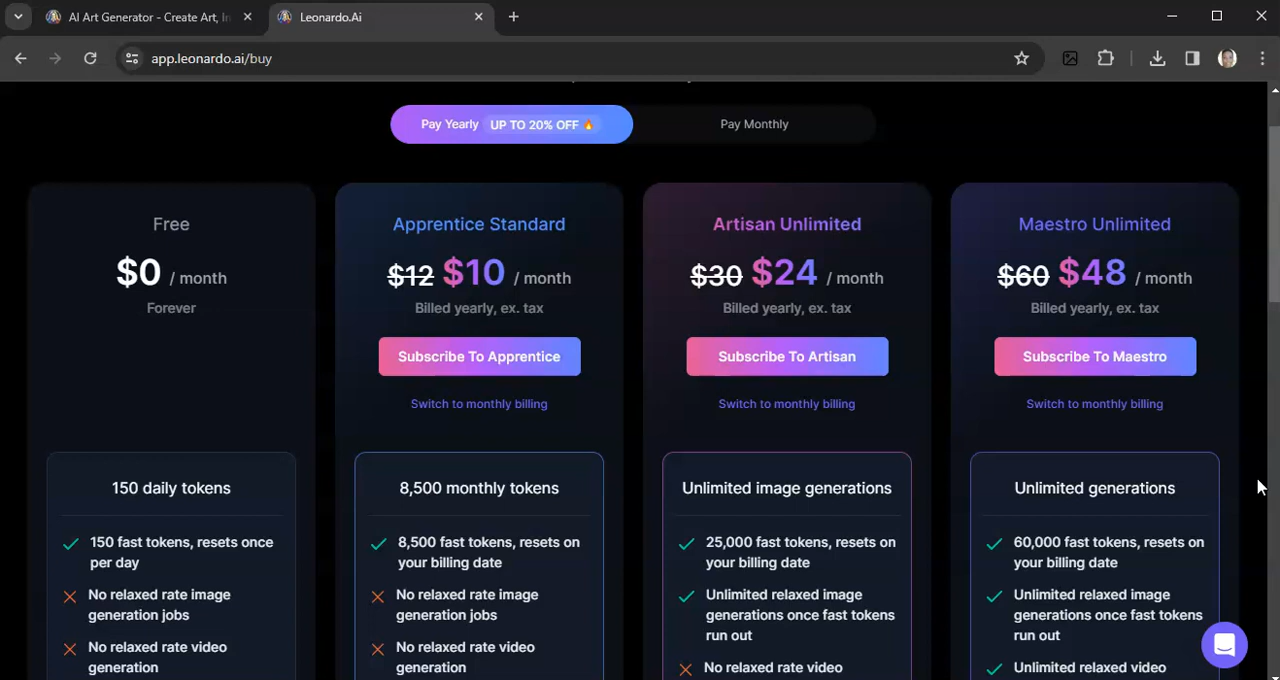 AI Art Generator - Create Art, In
Leonardo.Ai
app.leonardo.ai/buy
Pay Yearly UP TO 20% OFF 🔥
Pay Monthly
Free
$0 / month
Forever
150 daily tokens
150 fast tokens, resets once
per day
No relaxed rate image
generation jobs
No relaxed rate video
generation
Apprentice Standard
$12 $10 / month
Billed yearly, ex. tax
Subscribe To Apprentice
Switch to monthly billing
8,500 monthly tokens
8,500 fast tokens, resets on
your billing date
No relaxed rate image
generation jobs
No relaxed rate video
generation
Artisan Unlimited
$30 $24 / month
Billed yearly, ex. tax
Subscribe To Artisan
Switch to monthly billing
Unlimited image generations
25,000 fast tokens, resets on
your billing date
Unlimited relaxed image
generations once fast tokens
run out
No relaxed rate video
Maestro Unlimited
$60 $48 / month
Billed yearly, ex. tax
Subscribe To Maestro
Switch to monthly billing
Unlimited generations
60,000 fast tokens, resets on
your billing date
Unlimited relaxed image
generations once fast tokens
run out
Unlimited relaxed video